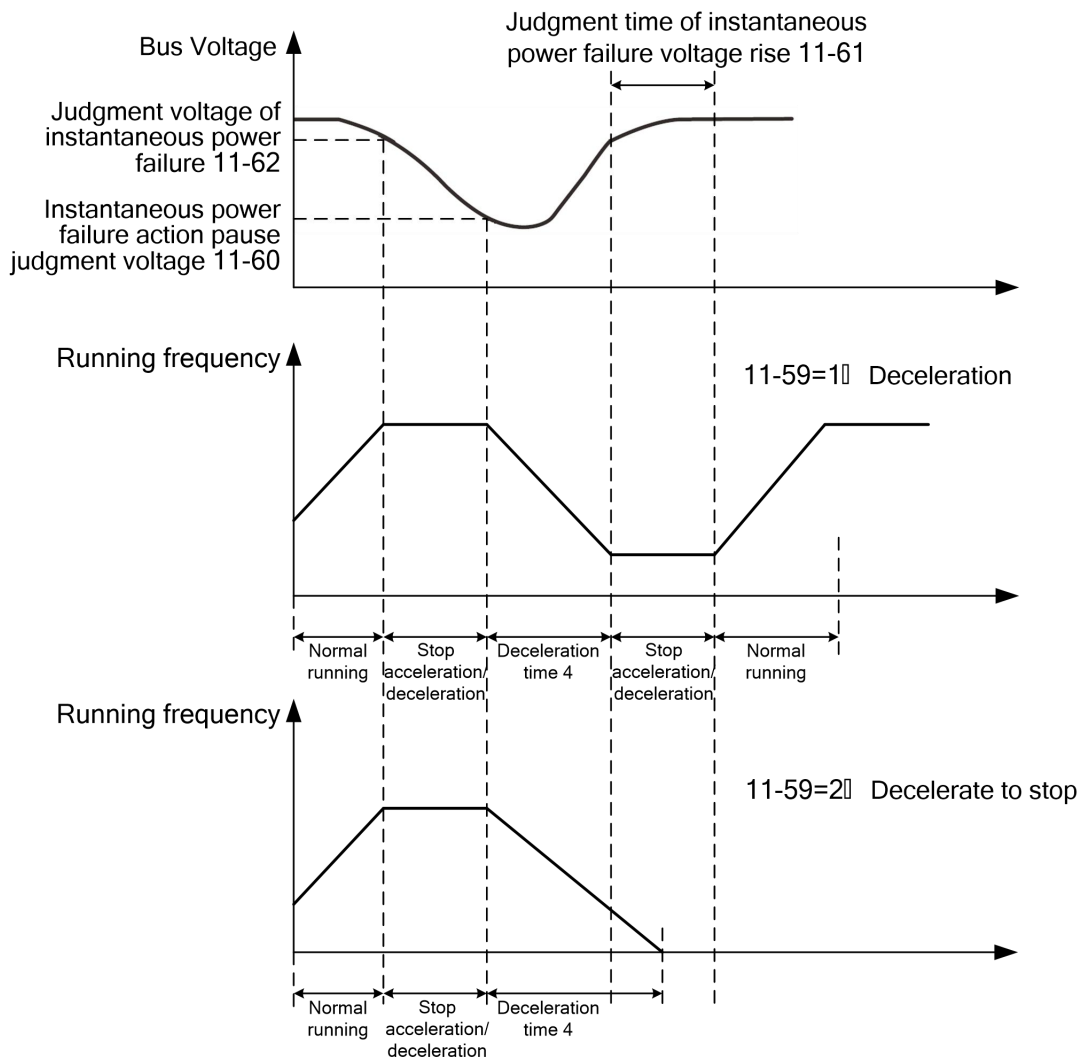 Judgment time of instantaneous
power failure voltage rise 11-61
Bus Voltage
Judgment voltage of
instantaneous power
failure 11-62
Instantaneous power
failure action pause
judgment voltage 11-60
Running frequency
11-59=1▯ Deceleration
Normal
running
Stop
acceleration/
deceleration
Deceleration
time 4
Stop
acceleration/
deceleration
Normal
running
Running frequency
11-59=2▯ Decelerate to stop
Normal
running
Stop
acceleration/
deceleration
Deceleration
time 4